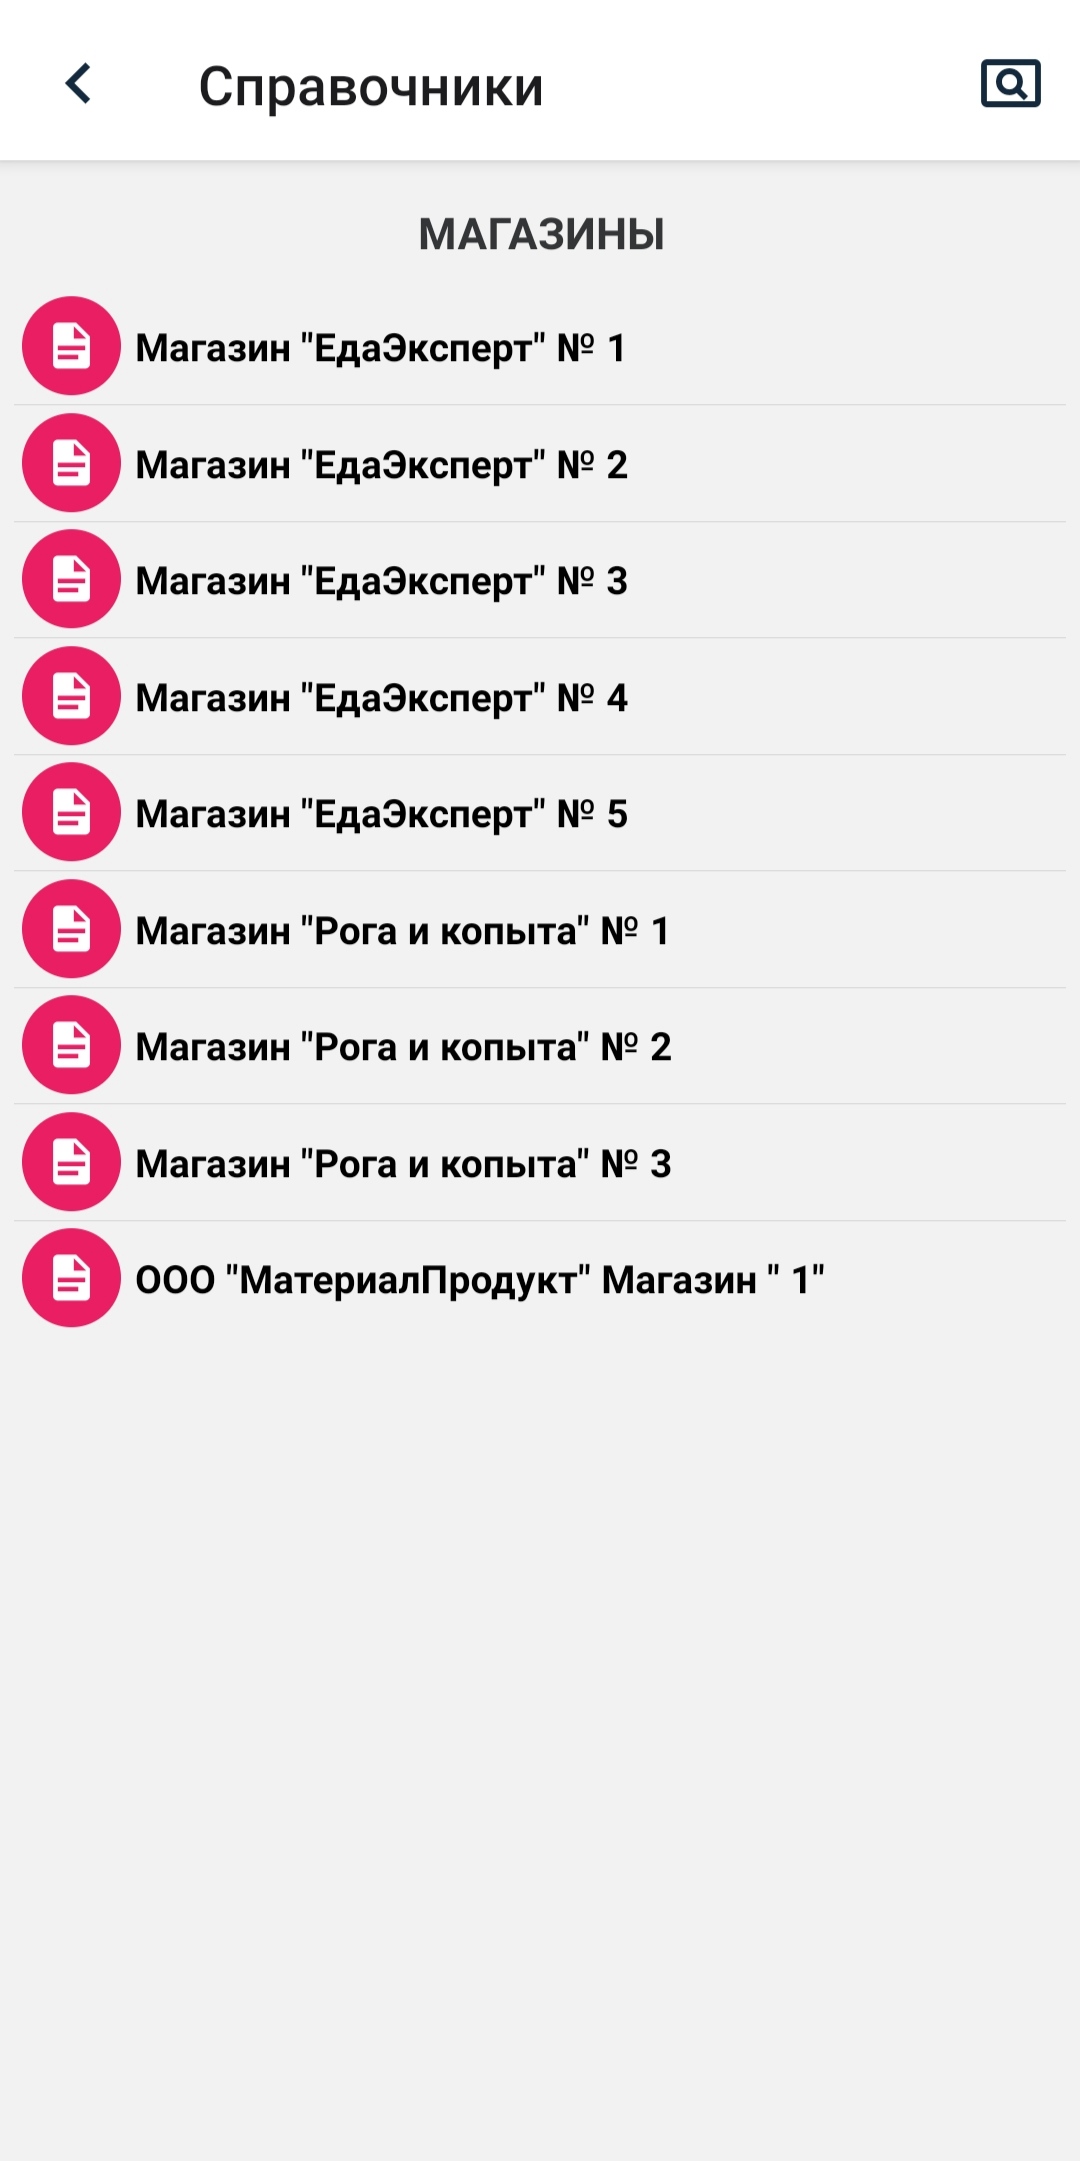 Справочники
МАГАЗИНЫ
Магазин "ЕдаЭксперт" № 1
Магазин "ЕдаЭксперт" № 2
Магазин "ЕдаЭксперт" № 3
Магазин "ЕдаЭксперт" № 4
Магазин "ЕдаЭксперт" № 5
Магазин "Рога и копыта" № 1
Магазин "Рога и копыта" № 2
Магазин "Рога и копыта" № 3
ООО "МатериалПродукт" Магазин " 1"